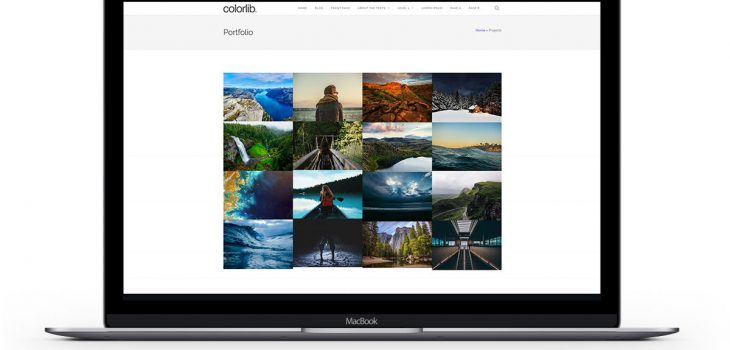 colorlib.
HOME BLOG FRONT PAGE ABOUT THE TESTS LEVEL 1 LOREM IPSUM PAGE A PAGE B
Portfolio
Home » Projects
MacBook